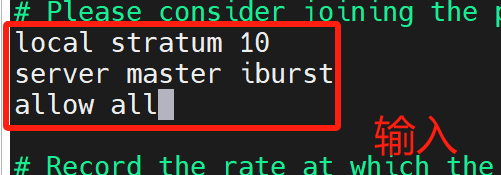 # Please consider joining the p
local stratum 10
server master iburst
allow all
输入
# Record the rate at which the